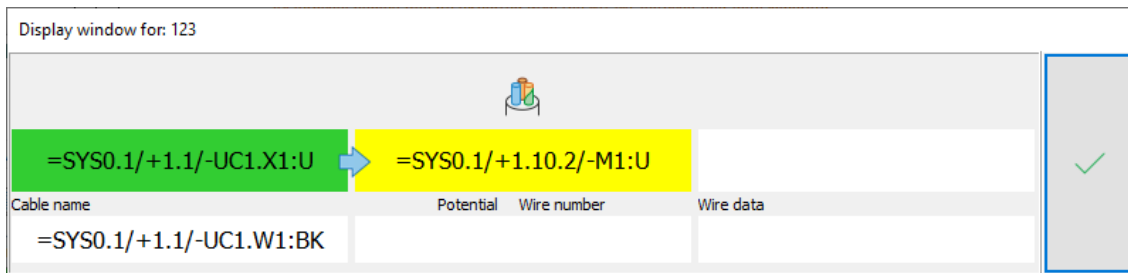 Display window for: 123
=SYS0.1/+1.1/-UC1.X1:U =SYS0.1/+1.10.2/-M1:U
Cable name Potential Wire number Wire data
=SYS0.1/+1.1/-UC1.W1:BK